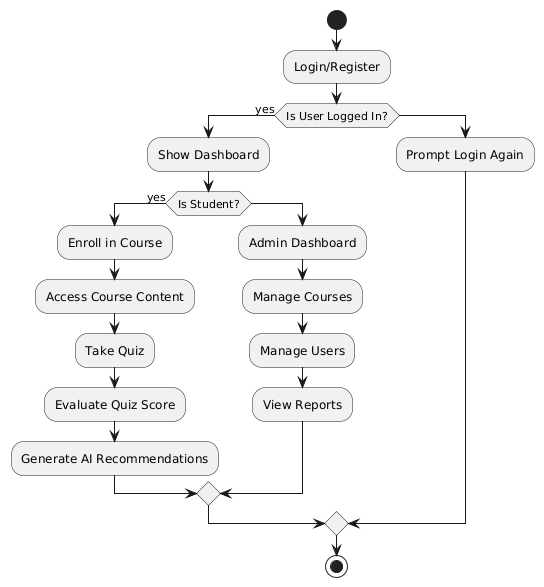 Login/Register
yes
Is User Logged In?
Show Dashboard
Prompt Login Again
yes
Is Student?
Enroll in Course
Admin Dashboard
Access Course Content
Manage Courses
Take Quiz
Manage Users
Evaluate Quiz Score
View Reports
Generate AI Recommendations